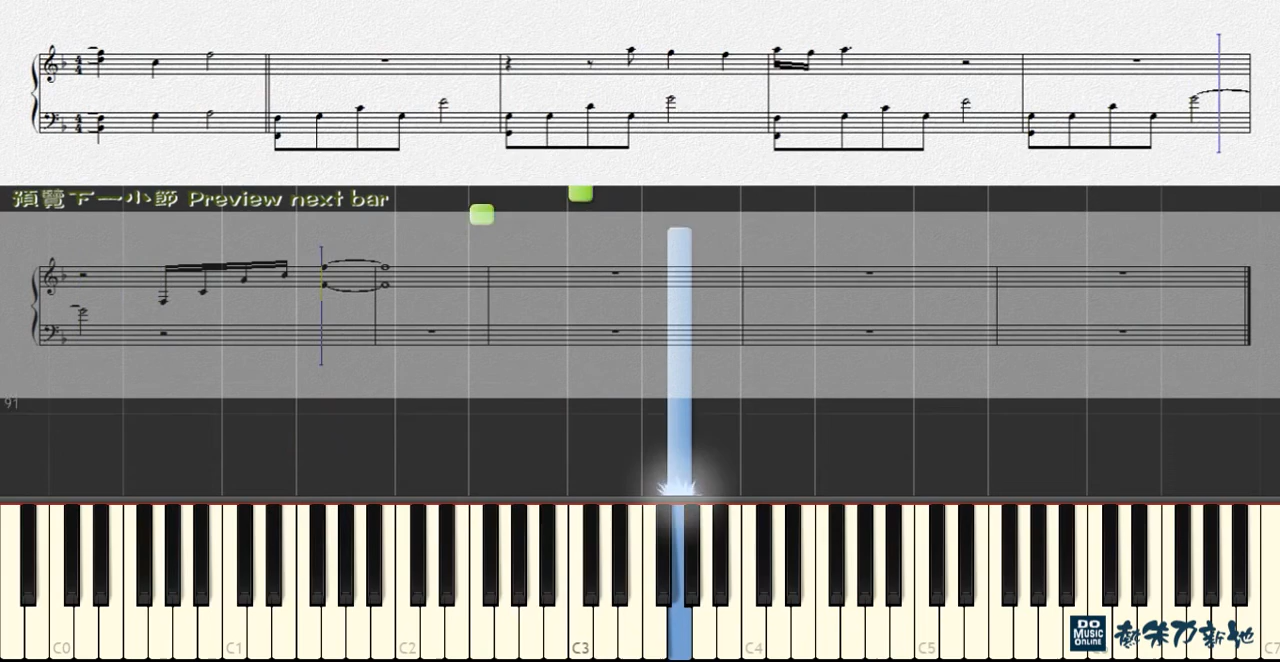 預覽下一小節 Preview next bar
91
C0 C1 C2 C3 C4 C5 C7
DO
MUSIC
ONLINE